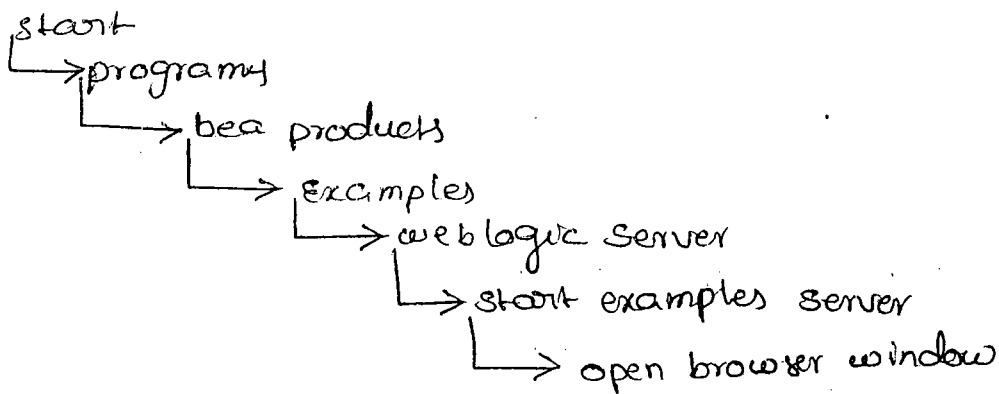 start
programs
bea products
Examples
weblogic Server
start examples server
open browser window